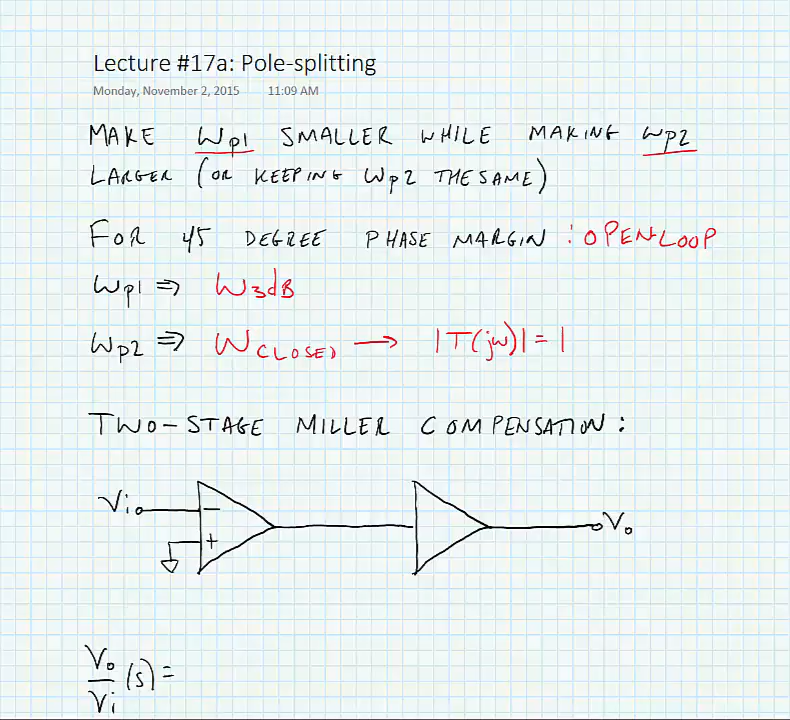 Lecture #17a: Pole-splitting
Monday, November 2, 2015 11:09 AM
MAKE Wp1 SMALLER WHILE MAKING Wp2
LARGER (OR KEEPING Wp2 THE SAME)
FOR 45 DEGREE PHASE MARGIN : OPEN LOOP
Wp1 ⇒ W3dB
Wp2 ⇒ WCLOSED → |T(jw)| = 1
TWO-STAGE MILLER COMPENSATION:
Vi − + Vo
Vo/Vi (s) =